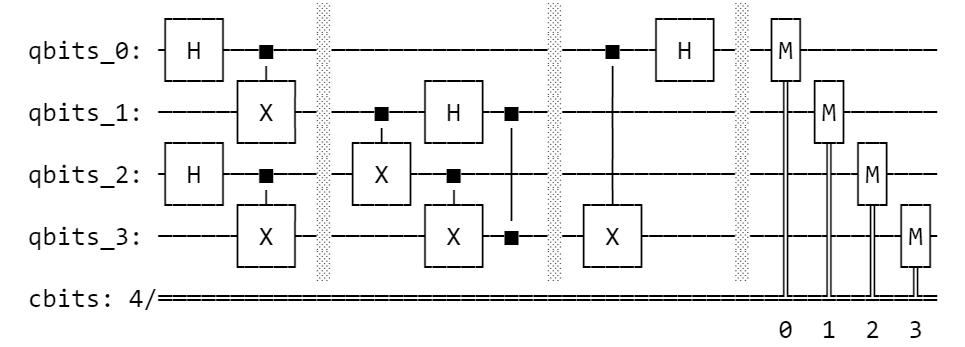 qbits_0: H H M
qbits_1: X H M
qbits_2: H X M
qbits_3: X X X M
cbits: 4/
0 1 2 3